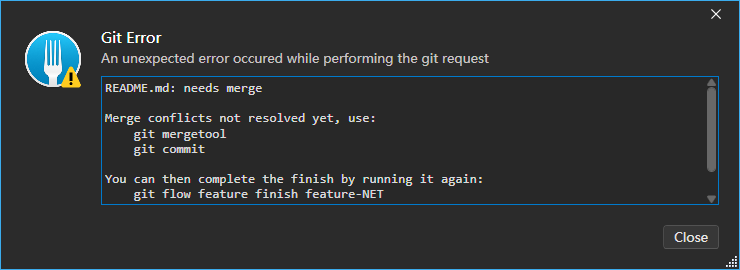 Git Error
An unexpected error occured while performing the git request
README.md: needs merge
Merge conflicts not resolved yet, use:
git mergetool
git commit
You can then complete the finish by running it again:
git flow feature finish feature-NET
Close